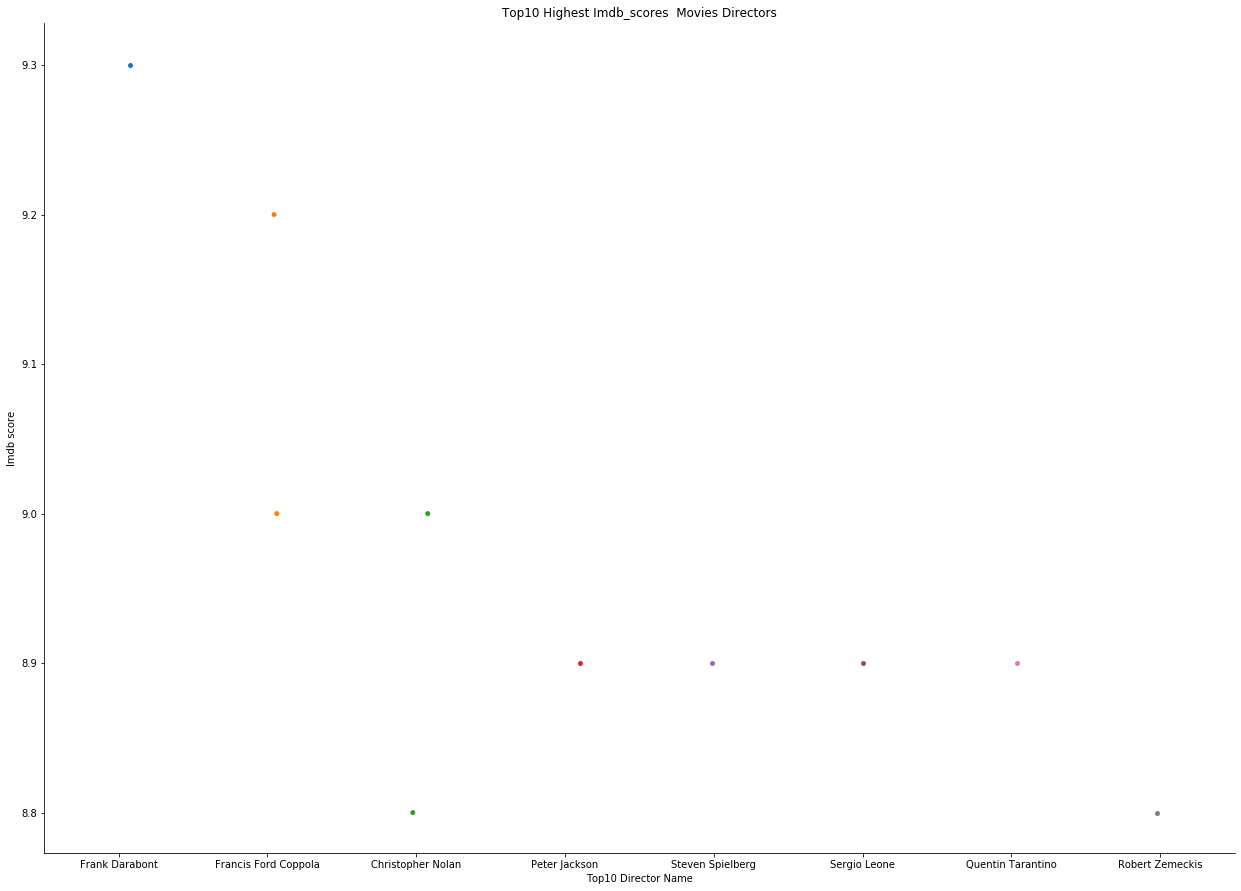 Top10 Highest Imdb_scores  Movies Directors
9.3
9.2
9.1
9.0
8.9
8.8
Imdb score
Frank Darabont Francis Ford Coppola Christopher Nolan Peter Jackson Steven Spielberg Sergio Leone Quentin Tarantino Robert Zemeckis
Top10 Director Name